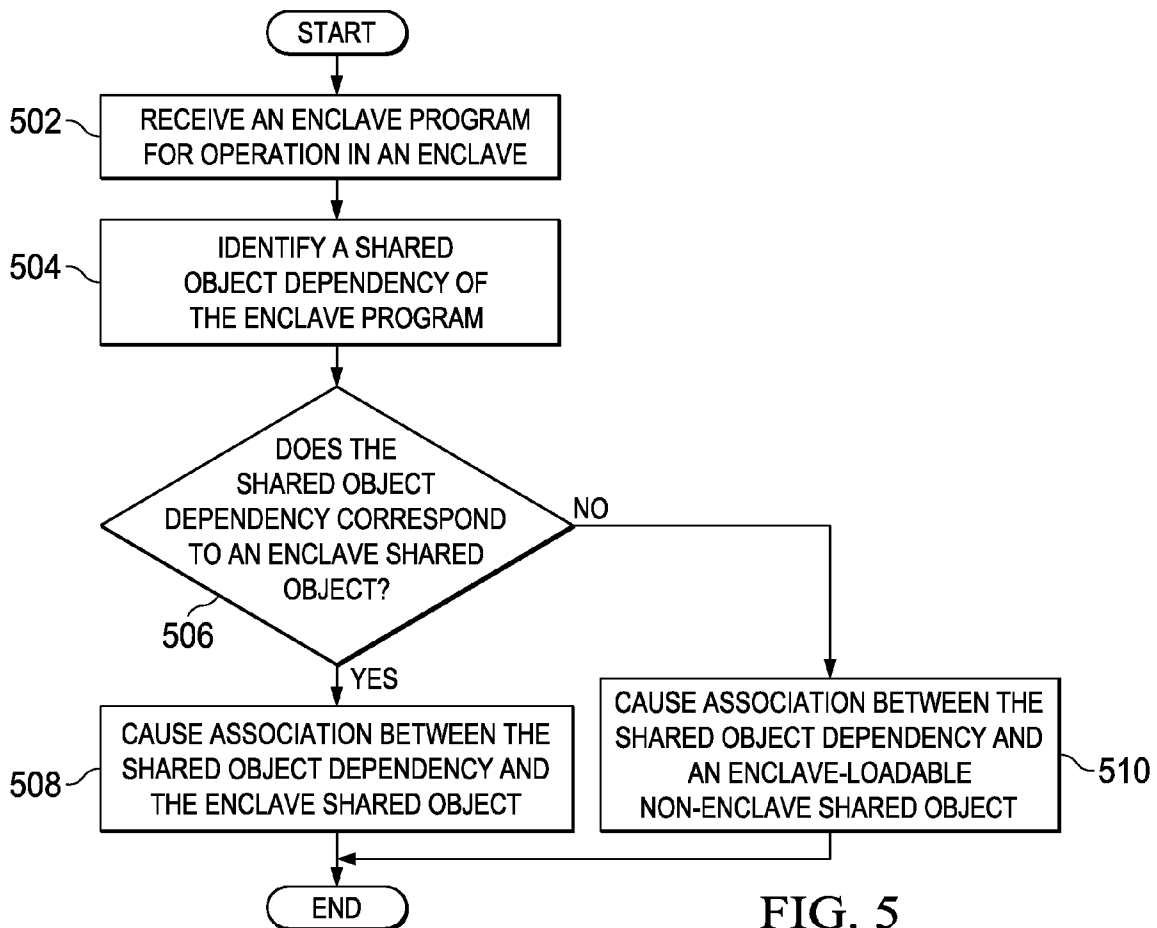 START
502
RECEIVE AN ENCLAVE PROGRAM
FOR OPERATION IN AN ENCLAVE
504
IDENTIFY A SHARED
OBJECT DEPENDENCY OF
THE ENCLAVE PROGRAM
DOES THE
SHARED OBJECT
DEPENDENCY CORRESPOND
TO AN ENCLAVE SHARED
OBJECT?
506
NO
YES
508
CAUSE ASSOCIATION BETWEEN THE
SHARED OBJECT DEPENDENCY AND
THE ENCLAVE SHARED OBJECT
CAUSE ASSOCIATION BETWEEN THE
SHARED OBJECT DEPENDENCY AND
AN ENCLAVE-LOADABLE
NON-ENCLAVE SHARED OBJECT
510
END
FIG. 5